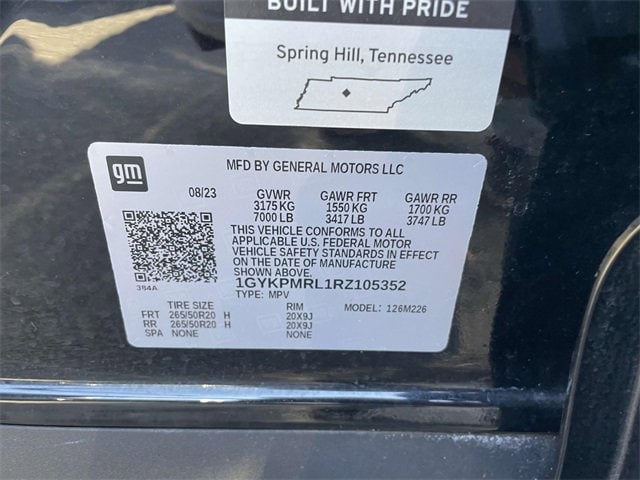 BUILT WITH PRIDE
Spring Hill, Tennessee
gm
MFD BY GENERAL MOTORS LLC
08/23 GVWR GAWR FRT GAWR RR
3175 KG 1550 KG 1700 KG
7000 LB 3417 LB 3747 LB
THIS VEHICLE CONFORMS TO ALL
APPLICABLE U.S. FEDERAL MOTOR
VEHICLE SAFETY STANDARDS IN EFFECT
ON THE DATE OF MANUFACTURE
SHOWN ABOVE.
384A 1GYKPMRL1RZ105352
TYPE: MPV MODEL: 126M226
TIRE SIZE RIM
FRT 265/50R20 H 20X9J
RR 265/50R20 H 20X9J
SPA NONE NONE